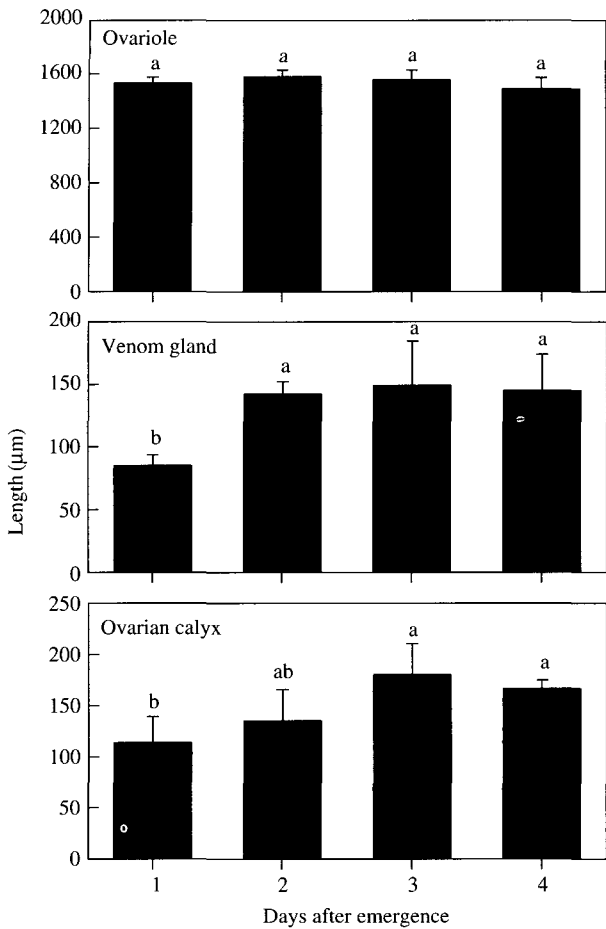 2000
Ovariole
a
a
a
a
1600
1200
800
400
0
200
Venom gland
a
a
a
150
b
100
50
0
Length (µm)
250
Ovarian calyx
a
a
200
ab
b
150
100
50
0
1
2
3
4
Days after emergence